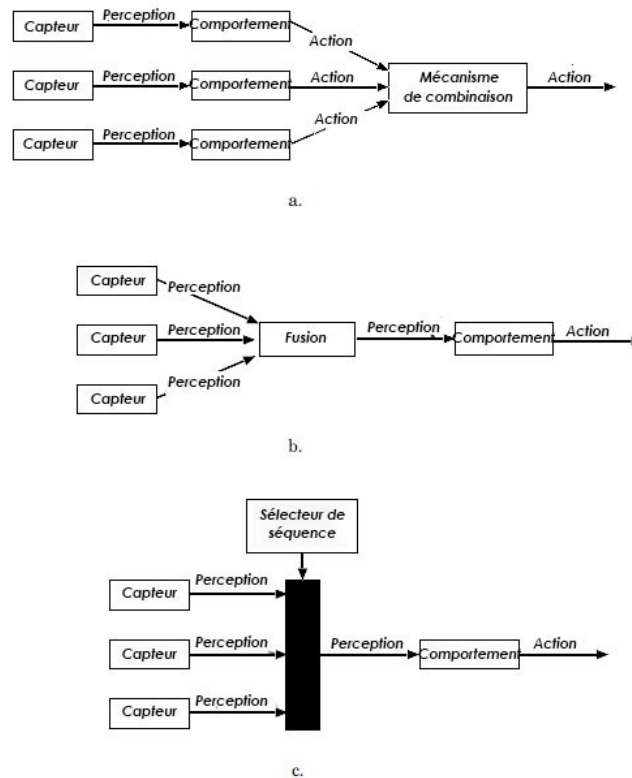 Capteur Perception Comportement
Action
Capteur Perception Comportement Action Mécanisme de combinaison Action
Action
Capteur Perception Comportement
a.
Capteur Perception
Capteur Perception Fusion Perception Comportement Action
Perception
Capteur
b.
Sélecteur de
séquence
Capteur Perception
Capteur Perception Perception Comportement Action
Capteur Perception
c.